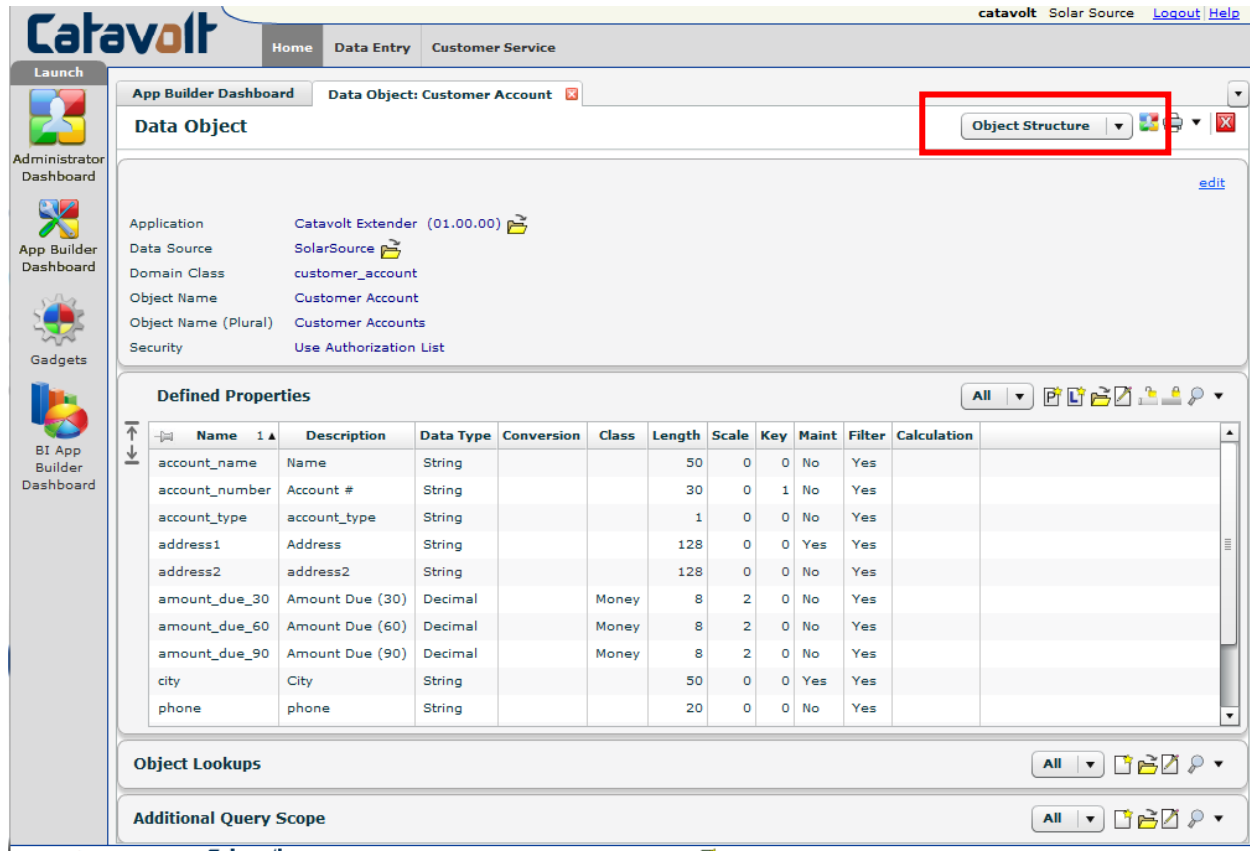 catavolt Solar Source Logout Help
Catavolt
Home Data Entry Customer Service
Launch
App Builder Dashboard Data Object: Customer Account
Data Object Object Structure
Administrator
Dashboard
edit
Application Catavolt Extender (01.00.00)
App Builder
Dashboard
Data Source SolarSource
Domain Class customer_account
Object Name Customer Account
Object Name (Plural) Customer Accounts
Security Use Authorization List
Gadgets
Defined Properties All
BI App
Builder
Dashboard
Name 1 Description Data Type Conversion Class Length Scale Key Maint Filter Calculation
account_name Name String 50 0 0 No Yes
account_number Account # String 30 0 1 No Yes
account_type account_type String 1 0 0 No Yes
address1 Address String 128 0 0 Yes Yes
address2 address2 String 128 0 0 No Yes
amount_due_30 Amount Due (30) Decimal Money 8 2 0 No Yes
amount_due_60 Amount Due (60) Decimal Money 8 2 0 No Yes
amount_due_90 Amount Due (90) Decimal Money 8 2 0 No Yes
city City String 50 0 0 Yes Yes
phone phone String 20 0 0 No Yes
Object Lookups All
Additional Query Scope All